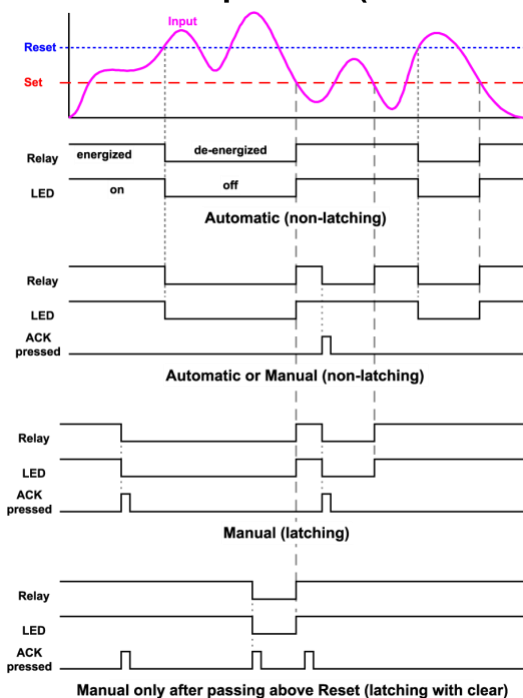 Input
Reset
Set
Relay energized de-energized
LED on off
Automatic (non-latching)
Relay
LED
ACK
pressed
Automatic or Manual (non-latching)
Relay
LED
ACK
pressed
Manual (latching)
Relay
LED
ACK
pressed
Manual only after passing above Reset (latching with clear)